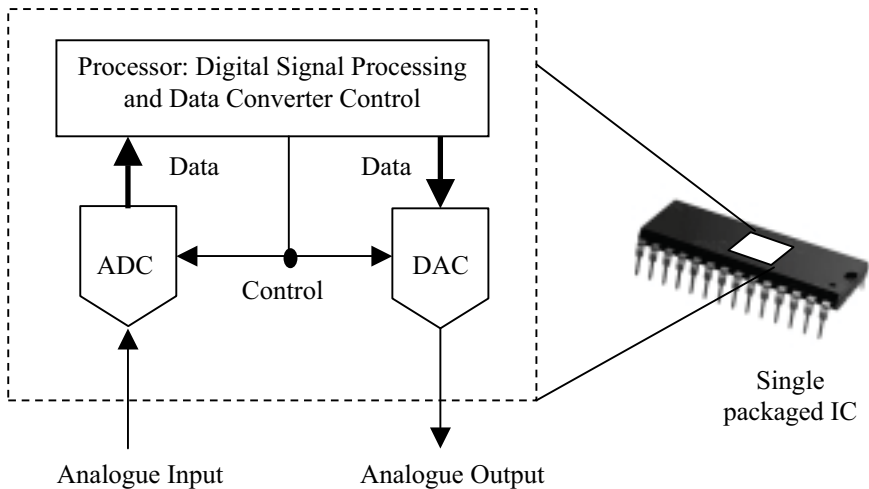 Processor: Digital Signal Processing
and Data Converter Control
Data
Data
ADC
DAC
Control
Single
packaged IC
Analogue Input
Analogue Output